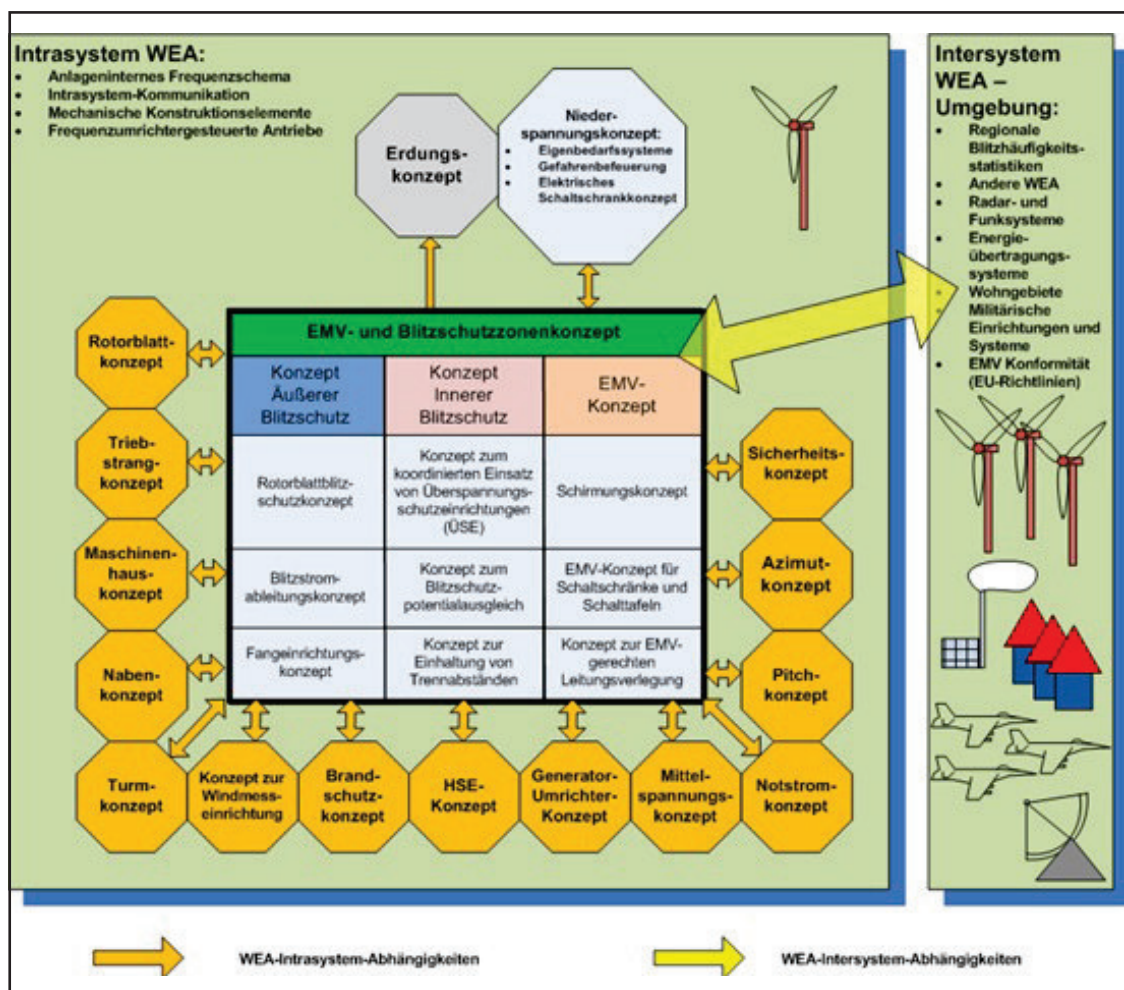 Intrasystem WEA:
• Anlageninternes Frequenzschema
• Intrasystem-Kommunikation
• Mechanische Konstruktionselemente
• Frequenzumrichtergesteuerte Antriebe
Erdungs-
konzept
Nieder-
spannungskonzept:
• Eigenbedarfssysteme
• Gefahrenbefeuerung
• Elektrisches
Schaltschrankkonzept
EMV- und Blitzschutzzonenkonzept
Konzept
Äußerer
Blitzschutz
Konzept
Innerer
Blitzschutz
EMV-
Konzept
Rotorblattblitz-
schutzkonzept
Konzept zum
koordinierten Einsatz
von Überspannungs-
schutzeinrichtungen
(ÜSE)
Schirmungskonzept
Blitzstrom-
ableitungskonzept
Konzept zum
Blitzschutz-
potentialausgleich
EMV-Konzept für
Schaltschränke und
Schalttafeln
Fangeinrichtungs-
konzept
Konzept zur
Einhaltung von
Trennabständen
Konzept zur EMV-
gerechten
Leitungsverlegung
Rotorblatt-
konzept
Trieb-
strang-
konzept
Maschinen-
haus-
konzept
Naben-
konzept
Turm-
konzept
Konzept zur
Windmess-
einrichtung
Brand-
schutz-
konzept
HSE-
Konzept
Generator-
Umrichter-
Konzept
Mittel-
spannungs-
konzept
Notstrom-
konzept
Sicherheits-
konzept
Azimut-
konzept
Pitch-
konzept
Intersystem
WEA –
Umgebung:
• Regionale
Blitzhäufigkeits-
statistiken
• Andere WEA
• Radar- und
Funksysteme
• Energie-
übertragungs-
systeme
• Wohngebiete
• Militärische
Einrichtungen und
Systeme
• EMV Konformität
(EU-Richtlinien)
WEA-Intrasystem-Abhängigkeiten
WEA-Intersystem-Abhängigkeiten